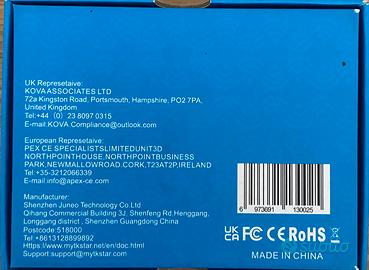 UK Represetaive:
KOVA ASSOCIATES LTD
72a Kingston Road, Portsmouth, Hampshire, PO2 7PA,
United Kingdom
Tel:+44（0）23 8097 0315
E-mail:KOVA.Compliance@outlook.com
European Represetaive:
PEX CE SPECIALISTSLIMITEDUNIT3D
NORTHPOINTHOUSE.NORTHPOINTBUSINESS
PARK,NEWMALLOWROAD.CORK,T23AT2P,IRELAND
Tel:+35-3212066339
E-mail:info@apex-ce.com
Manufacturer:
Shenzhen Juneo Technology Co.Ltd
Qihang Commercial Building 3J. Shenfeng Rd.Henggang,
Longgang district , Shenzhen Guangdong China
Postcode:518000
Tel: +8613128899892
Https://www.mytkstar.net/en/doc.html
Support:support@mytkstar.com
6 973691 130025
UK CA FC CE RoHS
MADE IN CHINA
subito